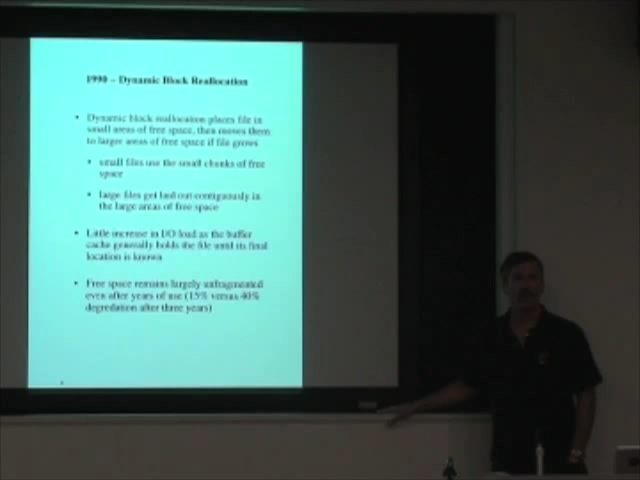 1990 – Dynamic Block Reallocation
• Dynamic block reallocation places file in
small areas of free space, then moves them
to larger areas of free space if file grows
• small files use the small chunks of free
space
• large files get laid out contiguously in
the large areas of free space
• Little increase in I/O load as the buffer
cache generally holds the file until its final
location is known
• Free space remains largely unfragmented
even after years of use (15% versus 40%
degredation after three years)